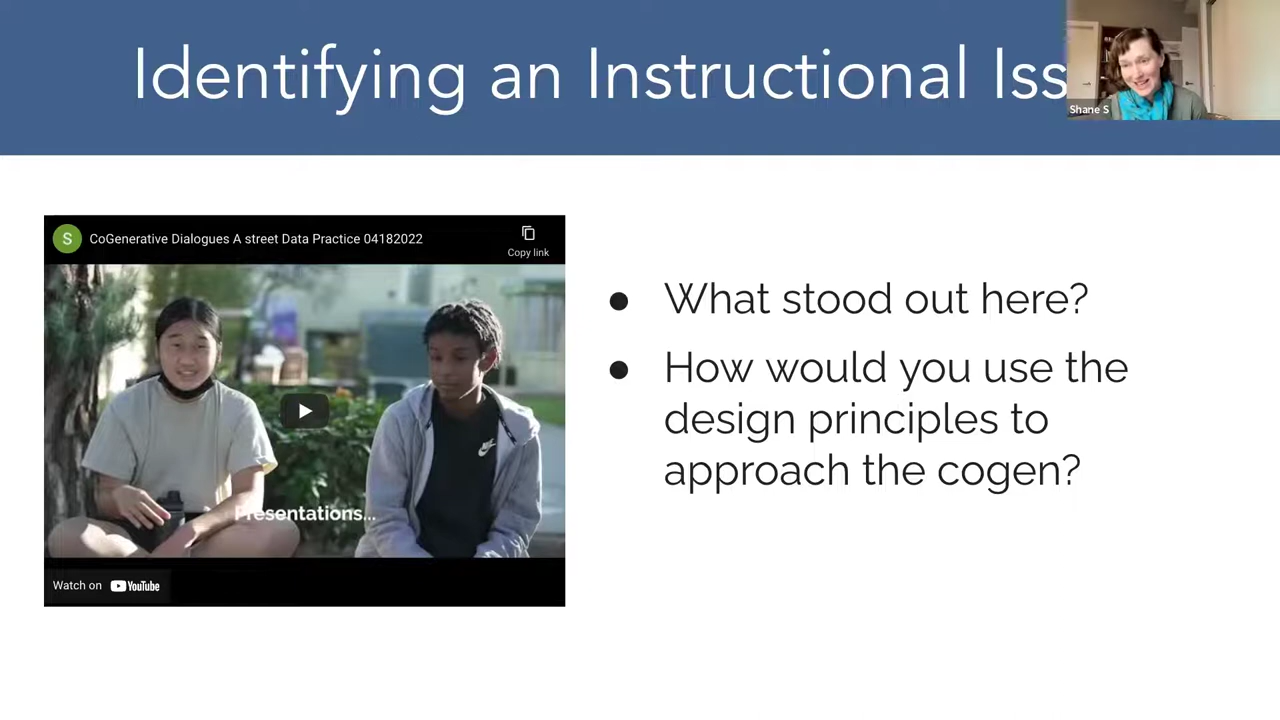 Identifying an Instructional Iss
Shane S
S
CoGenerative Dialogues A street Data Practice 04182022
Copy link
Presentations...
Watch on YouTube
● What stood out here?
● How would you use the
design principles to
approach the cogen?